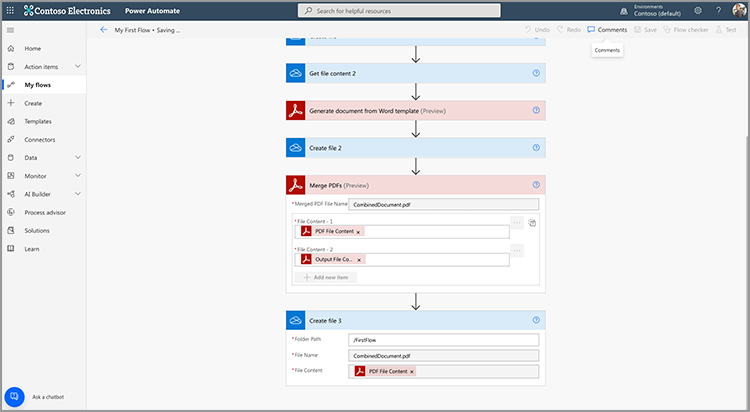 Contoso Electronics Power Automate
Search for helpful resources
Environments
Contoso (default)
?
My First Flow • Saving ...
Undo Redo Comments Save Flow checker Test
Comments
Home
Action items
My flows
Create
Templates
Connectors
Data
Monitor
AI Builder
Process advisor
Solutions
Learn
Ask a chatbot
Get file content 2
Generate document from Word template (Preview)
Create file 2
Merge PDFs (Preview)
*Merged PDF File Name CombinedDocument.pdf
*File Content - 1
PDF File Content ×
*File Content - 2
Output File Co... ×
+ Add new item
Create file 3
*Folder Path /FirstFlow
*File Name CombinedDocument.pdf
*File Content PDF File Content ×